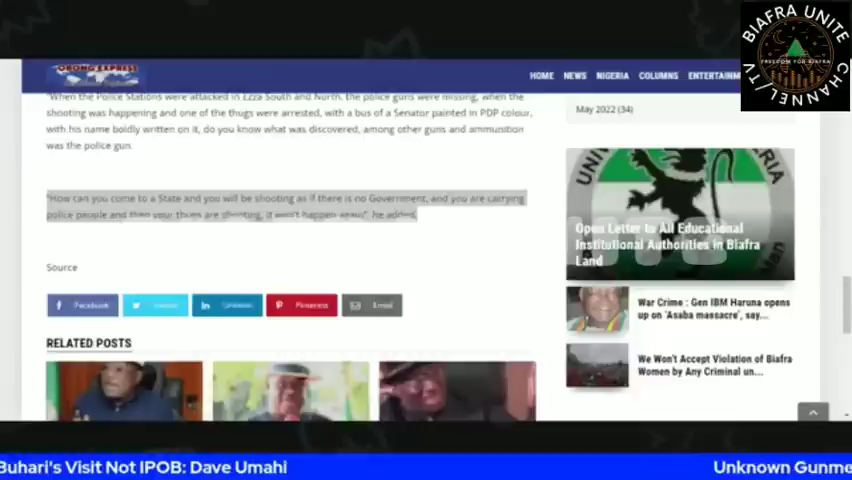 BIAFRA UNITE
CHANNEL/TV
FREEDOM FOR BIAFRA
OBONG EXPRESS
HOME NEWS NIGERIA COLUMNS ENTERTAINM
"When the Police Stations were attacked in Ezza South and North, the police guns were missing, when the
shooting was happening and one of the thugs were arrested, with a bus of a Senator painted in PDP colour,
with his name boldly written on it, do you know what was discovered, among other guns and ammunition
was the police gun.
"How can you come to a State and you will be shooting as if there is no Government, and you are carrying
police people and then your thugs are shooting, it won't happen again", he added.
Source
Facebook
Twitter
Linkedin
Pinterest
Email
RELATED POSTS
May 2022 (34)
Open Letter to All Educational
Institutional Authorities in Biafra
Land
War Crime : Gen IBM Haruna opens
up on 'Asaba massacre', say...
We Won't Accept Violation of Biafra
Women by Any Criminal un...
Buhari's Visit Not IPOB: Dave Umahi
Unknown Gunme